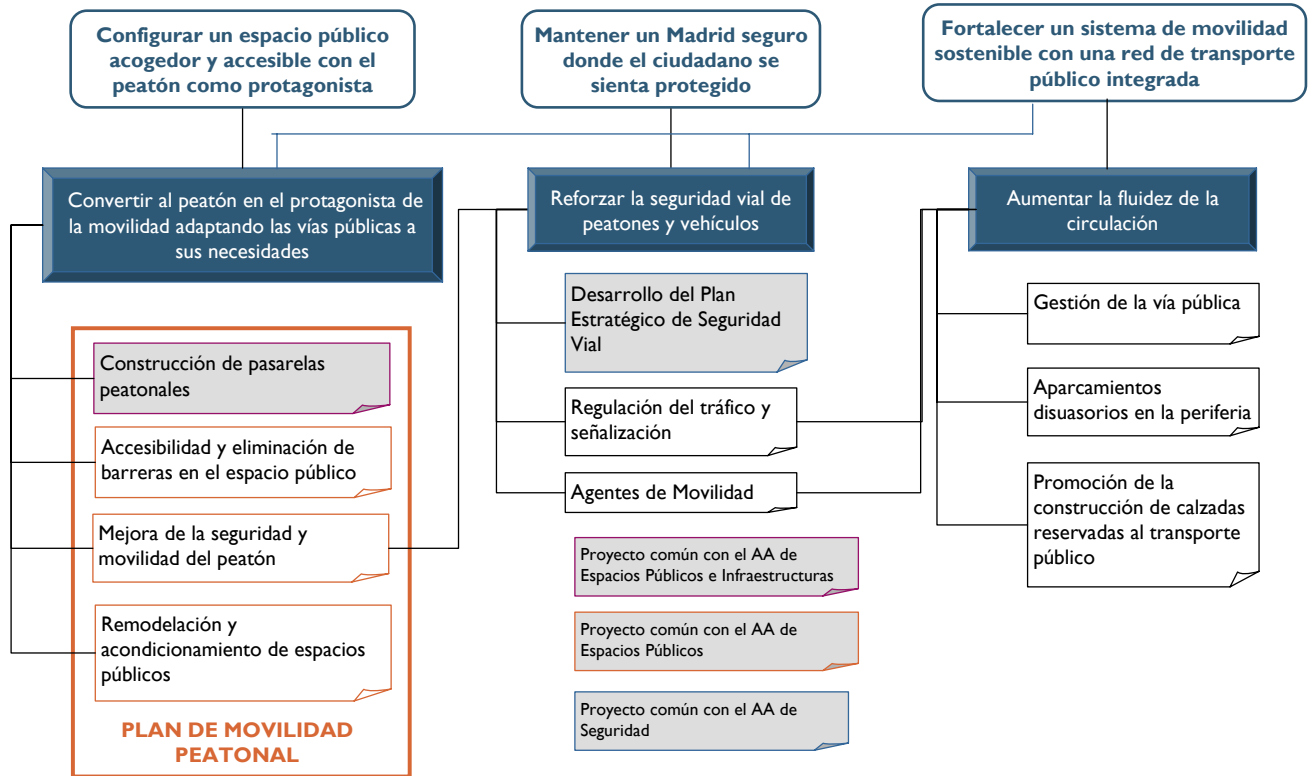 Configurar un espacio público
acogedor y accesible con el
peatón como protagonista
Mantener un Madrid seguro
donde el ciudadano se
sienta protegido
Fortalecer un sistema de movilidad
sostenible con una red de transporte
público integrada
Convertir al peatón en el protagonista de
la movilidad adaptando las vías públicas a
sus necesidades
Reforzar la seguridad vial de
peatones y vehículos
Aumentar la fluidez de la
circulación
Construcción de pasarelas
peatonales
Accesibilidad y eliminación de
barreras en el espacio público
Mejora de la seguridad y
movilidad del peatón
Remodelación y
acondicionamiento de espacios
públicos
PLAN DE MOVILIDAD
PEATONAL
Desarrollo del Plan
Estratégico de Seguridad
Vial
Regulación del tráfico y
señalización
Agentes de Movilidad
Proyecto común con el AA de
Espacios Públicos e Infraestructuras
Proyecto común con el AA de
Espacios Públicos
Proyecto común con el AA de
Seguridad
Gestión de la vía pública
Aparcamientos
disuasorios en la periferia
Promoción de la
construcción de calzadas
reservadas al transporte
público